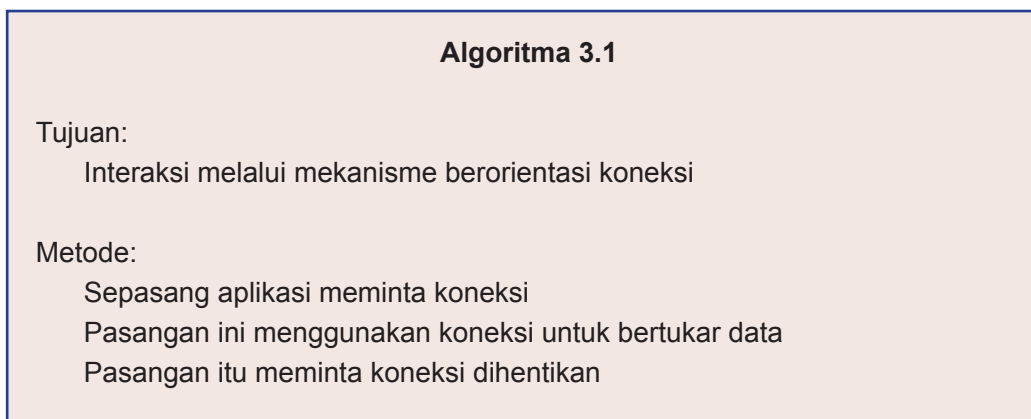 Algoritma 3.1
Tujuan:
Interaksi melalui mekanisme berorientasi koneksi
Metode:
Sepasang aplikasi meminta koneksi
Pasangan ini menggunakan koneksi untuk bertukar data
Pasangan itu meminta koneksi dihentikan